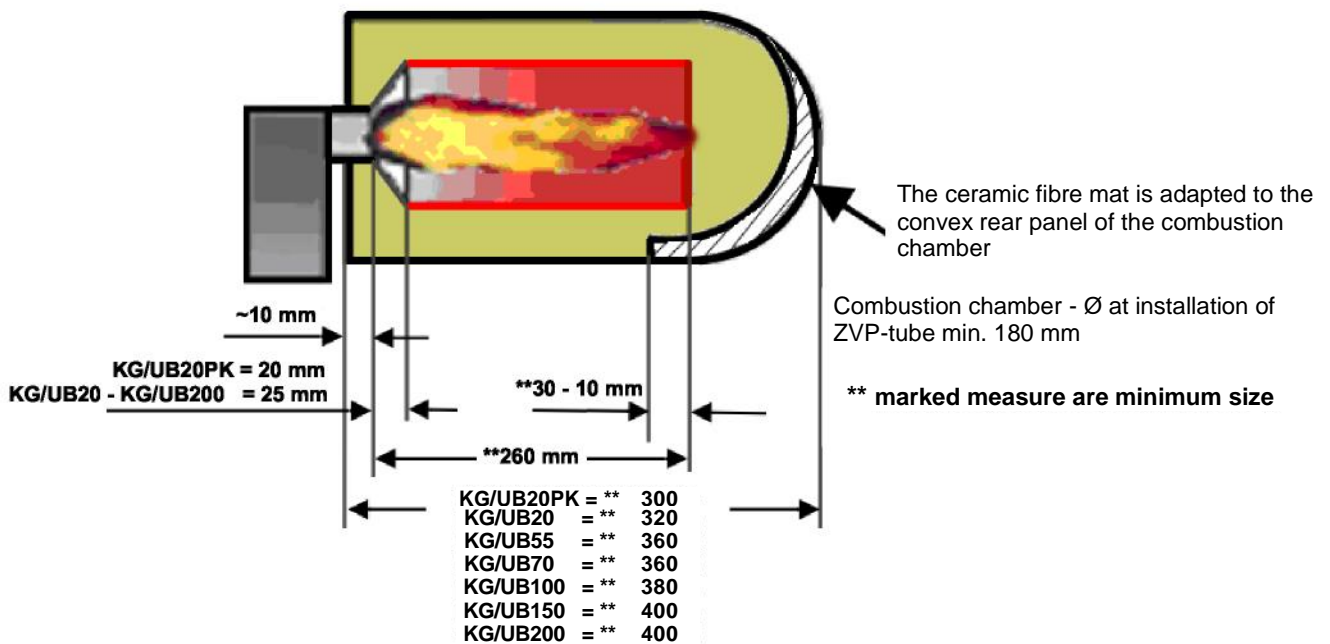 The ceramic fibre mat is adapted to the
convex rear panel of the combustion
chamber
Combustion chamber - Ø at installation of
ZVP-tube min. 180 mm
~10 mm
KG/UB20PK = 20 mm
KG/UB20 - KG/UB200 = 25 mm
**30 - 10 mm
** marked measure are minimum size
**260 mm
KG/UB20PK = ** 300
KG/UB20 = ** 320
KG/UB55 = ** 360
KG/UB70 = ** 360
KG/UB100 = ** 380
KG/UB150 = ** 400
KG/UB200 = ** 400